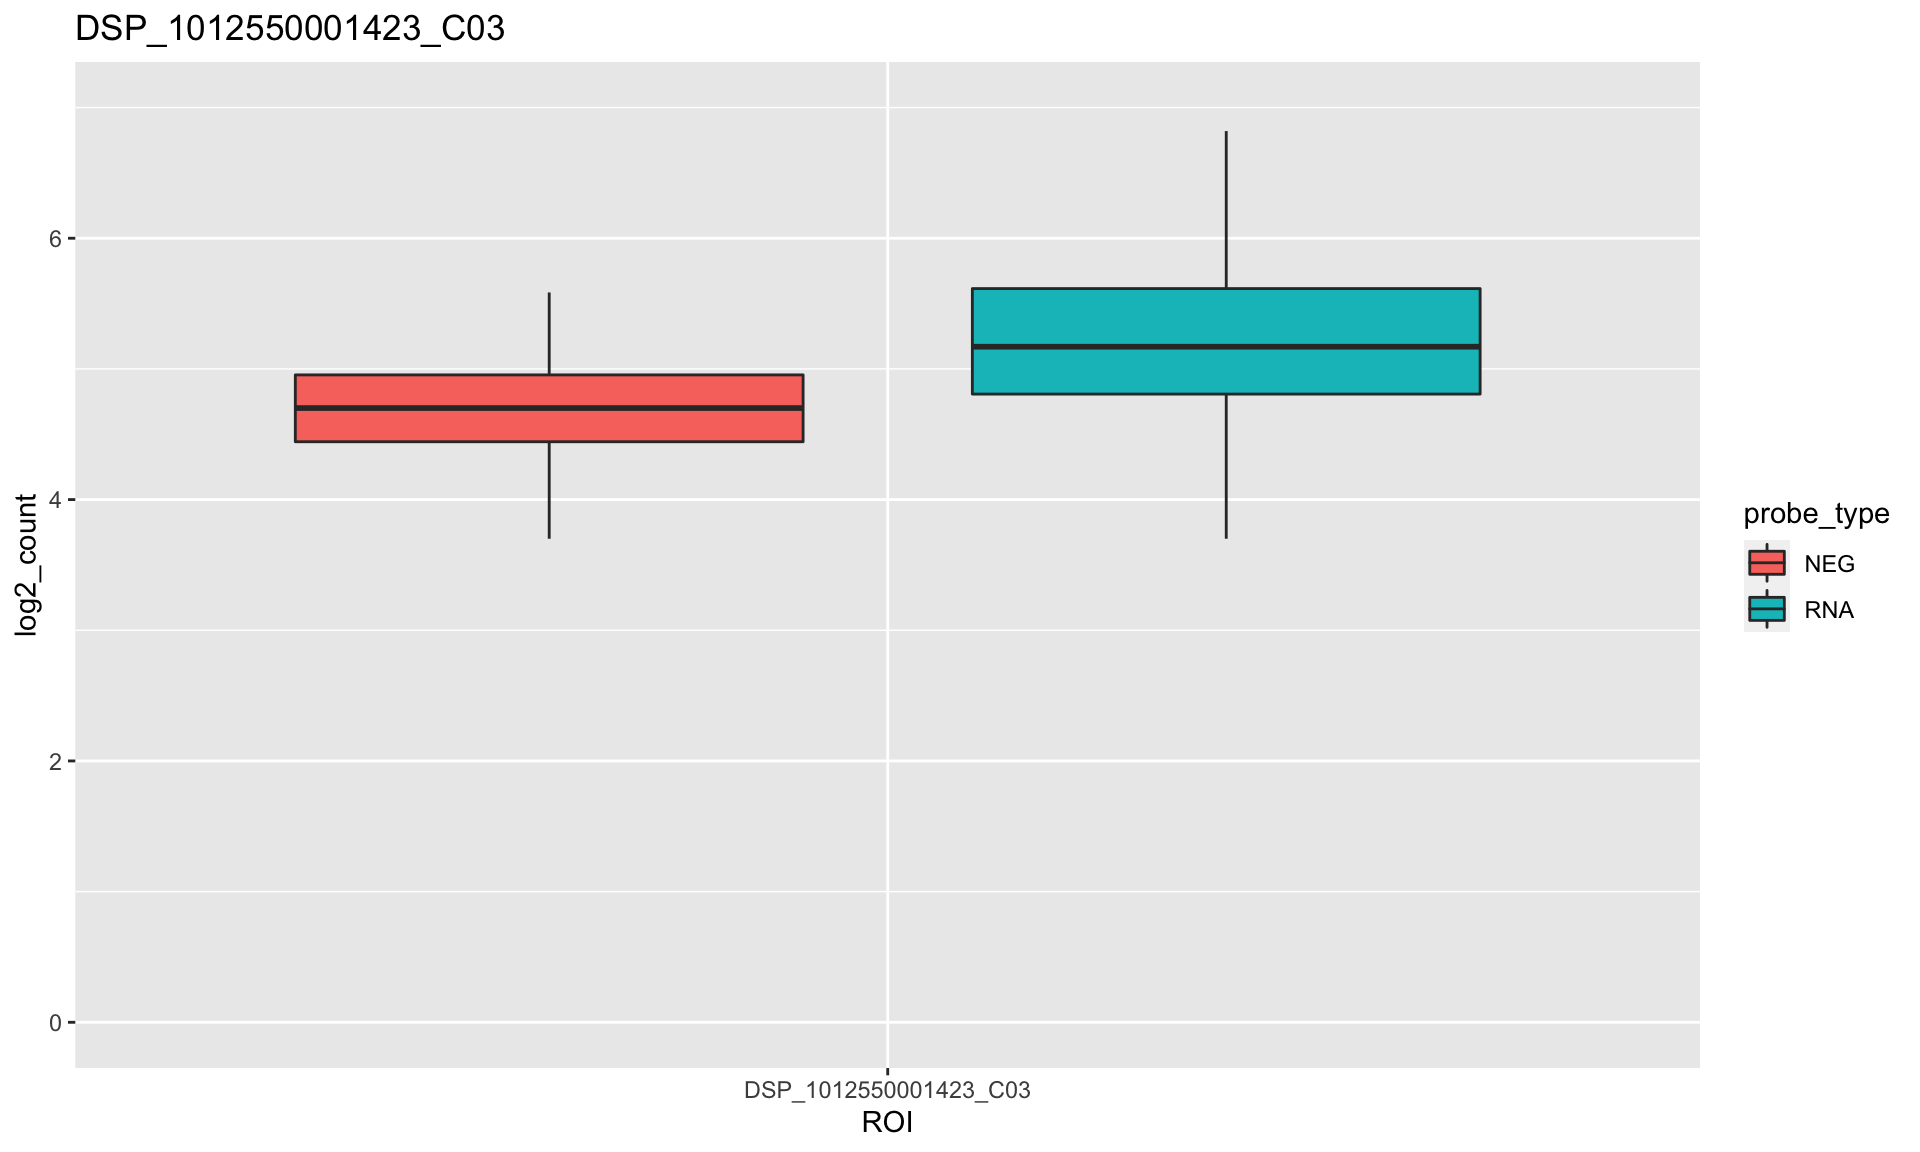 DSP_1012550001423_C03
log2_count
6
4
2
0
DSP_1012550001423_C03
ROI
probe_type
NEG
RNA